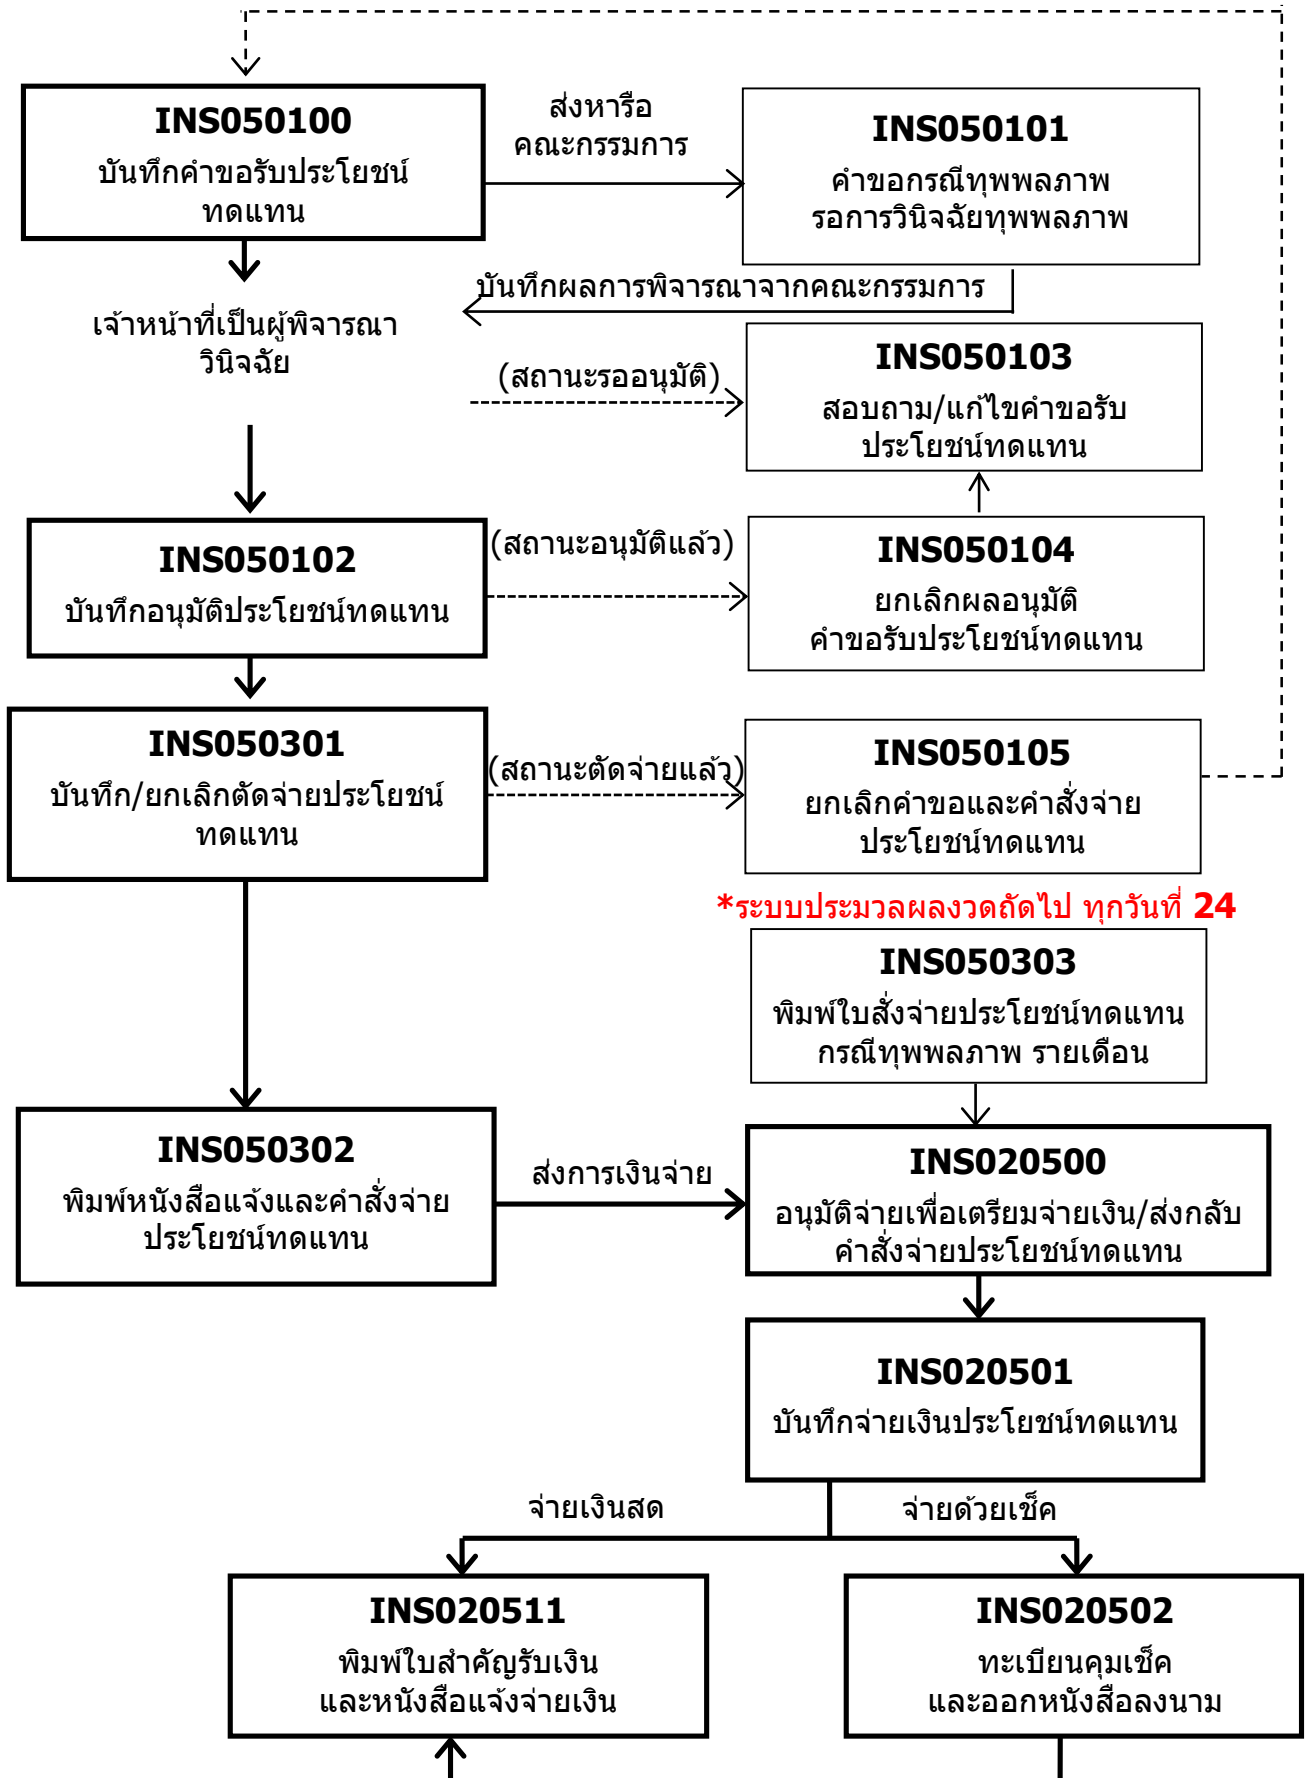 INS050100
บันทึกคำขอรับประโยชน์
ทดแทน
ส่งหารือ
คณะกรรมการ
INS050101
คำขอกรณีทุพพลภาพ
รอการวินิจฉัยทุพพลภาพ
บันทึกผลการพิจารณาจากคณะกรรมการ
เจ้าหน้าที่เป็นผู้พิจารณา
วินิจฉัย
(สถานะรออนุมัติ)
INS050103
สอบถาม/แก้ไขคำขอรับ
ประโยชน์ทดแทน
INS050102
บันทึกอนุมัติประโยชน์ทดแทน
(สถานะอนุมัติแล้ว)
INS050104
ยกเลิกผลอนุมัติ
คำขอรับประโยชน์ทดแทน
INS050301
บันทึก/ยกเลิกตัดจ่ายประโยชน์
ทดแทน
(สถานะตัดจ่ายแล้ว)
INS050105
ยกเลิกคำขอและคำสั่งจ่าย
ประโยชน์ทดแทน
*ระบบประมวลผลงวดถัดไป ทุกวันที่ 24
INS050303
พิมพ์ใบสั่งจ่ายประโยชน์ทดแทน
กรณีทุพพลภาพ รายเดือน
INS050302
พิมพ์หนังสือแจ้งและคำสั่งจ่าย
ประโยชน์ทดแทน
ส่งการเงินจ่าย
INS020500
อนุมัติจ่ายเพื่อเตรียมจ่ายเงิน/ส่งกลับ
คำสั่งจ่ายประโยชน์ทดแทน
INS020501
บันทึกจ่ายเงินประโยชน์ทดแทน
จ่ายเงินสด
จ่ายด้วยเช็ค
INS020511
พิมพ์ใบสำคัญรับเงิน
และหนังสือแจ้งจ่ายเงิน
INS020502
ทะเบียนคุมเช็ค
และออกหนังสือลงนาม